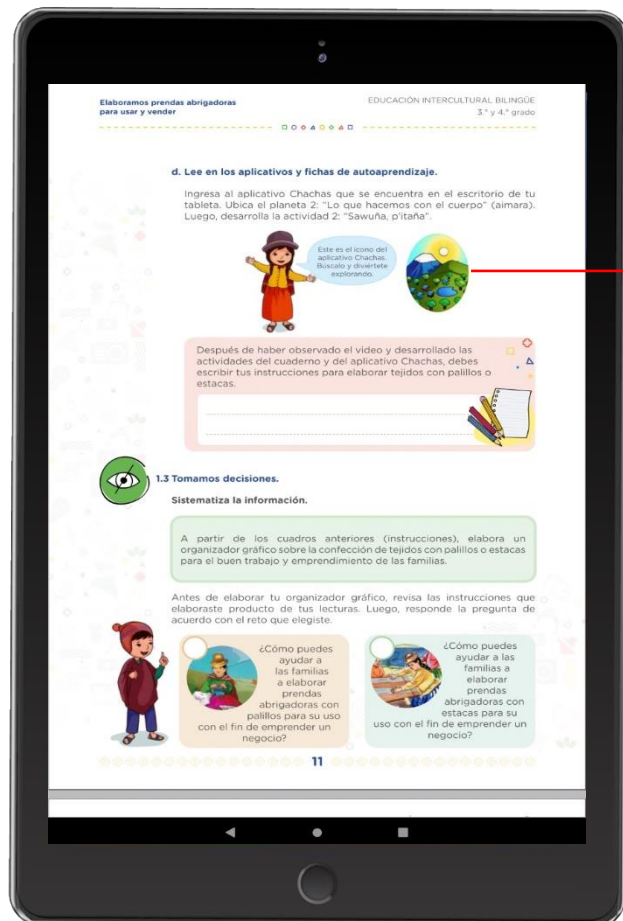 Elaboramos prendas abrigadoras
para usar y vender
EDUCACIÓN INTERCULTURAL BILINGÜE
3.° y 4.° grado
d. Lee en los aplicativos y fichas de autoaprendizaje.
Ingresa al aplicativo Chachas que se encuentra en el escritorio de tu
tableta. Ubica el planeta 2: "Lo que hacemos con el cuerpo" (aimara).
Luego, desarrolla la actividad 2: "Sawuña, p'itaña".
Este es el icono del
aplicativo Chachas.
Búscalo y diviértete
explorando.
Después de haber observado el video y desarrollado las
actividades del cuaderno y del aplicativo Chachas, debes
escribir tus instrucciones para elaborar tejidos con palillos o
estacas.
1.3 Tomamos decisiones.
Sistematiza la información.
A partir de los cuadros anteriores (instrucciones), elabora un
organizador gráfico sobre la confección de tejidos con palillos o estacas
para el buen trabajo y emprendimiento de las familias.
Antes de elaborar tu organizador gráfico, revisa las instrucciones que
elaboraste producto de tus lecturas. Luego, responde la pregunta de
acuerdo con el reto que elegiste.
¿Cómo puedes
ayudar a
las familias
a elaborar
prendas
abrigadoras con
palillos para su uso
con el fin de emprender un
negocio?
¿Cómo puedes
ayudar a las
familias a
elaborar
prendas
abrigadoras con
estacas para su
uso con el fin de emprender un
negocio?
11